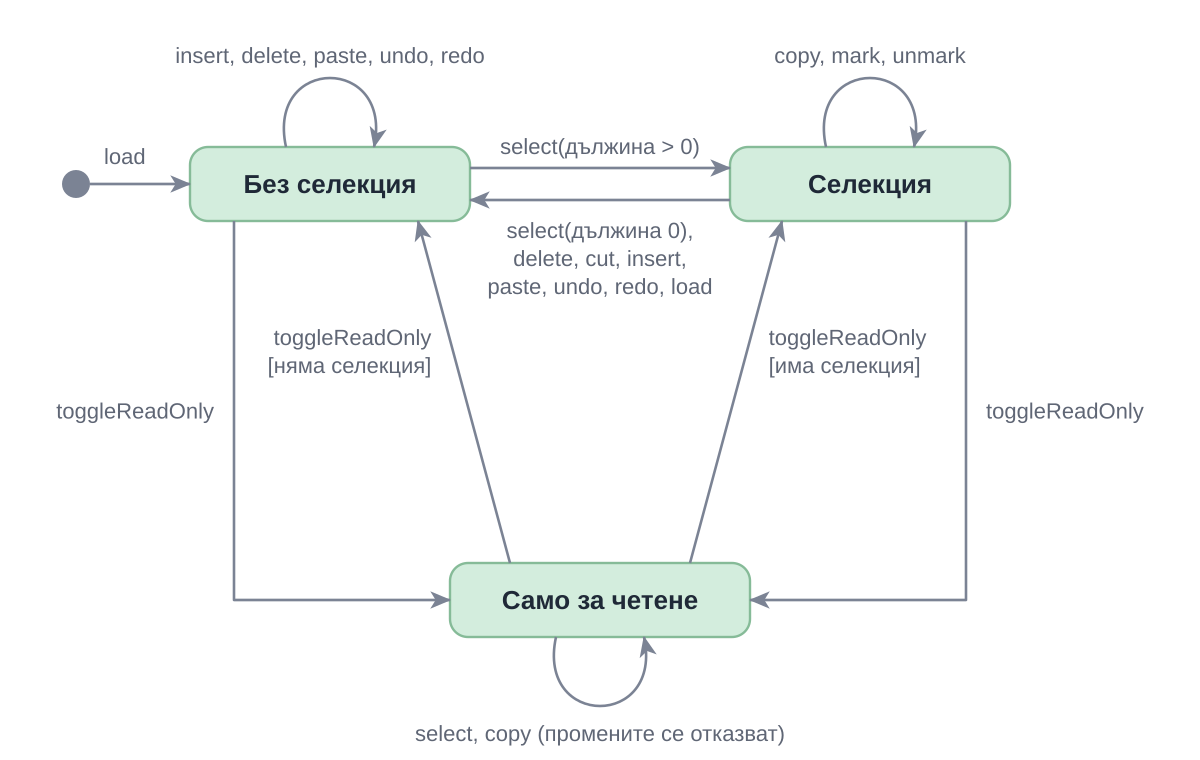 insert, delete, paste, undo, redo
copy, mark, unmark
load
select(дължина > 0)
Без селекция
Селекция
select(дължина 0),
delete, cut, insert,
paste, undo, redo, load
toggleReadOnly
[няма селекция]
toggleReadOnly
[има селекция]
toggleReadOnly
toggleReadOnly
Само за четене
select, copy (промените се отказват)